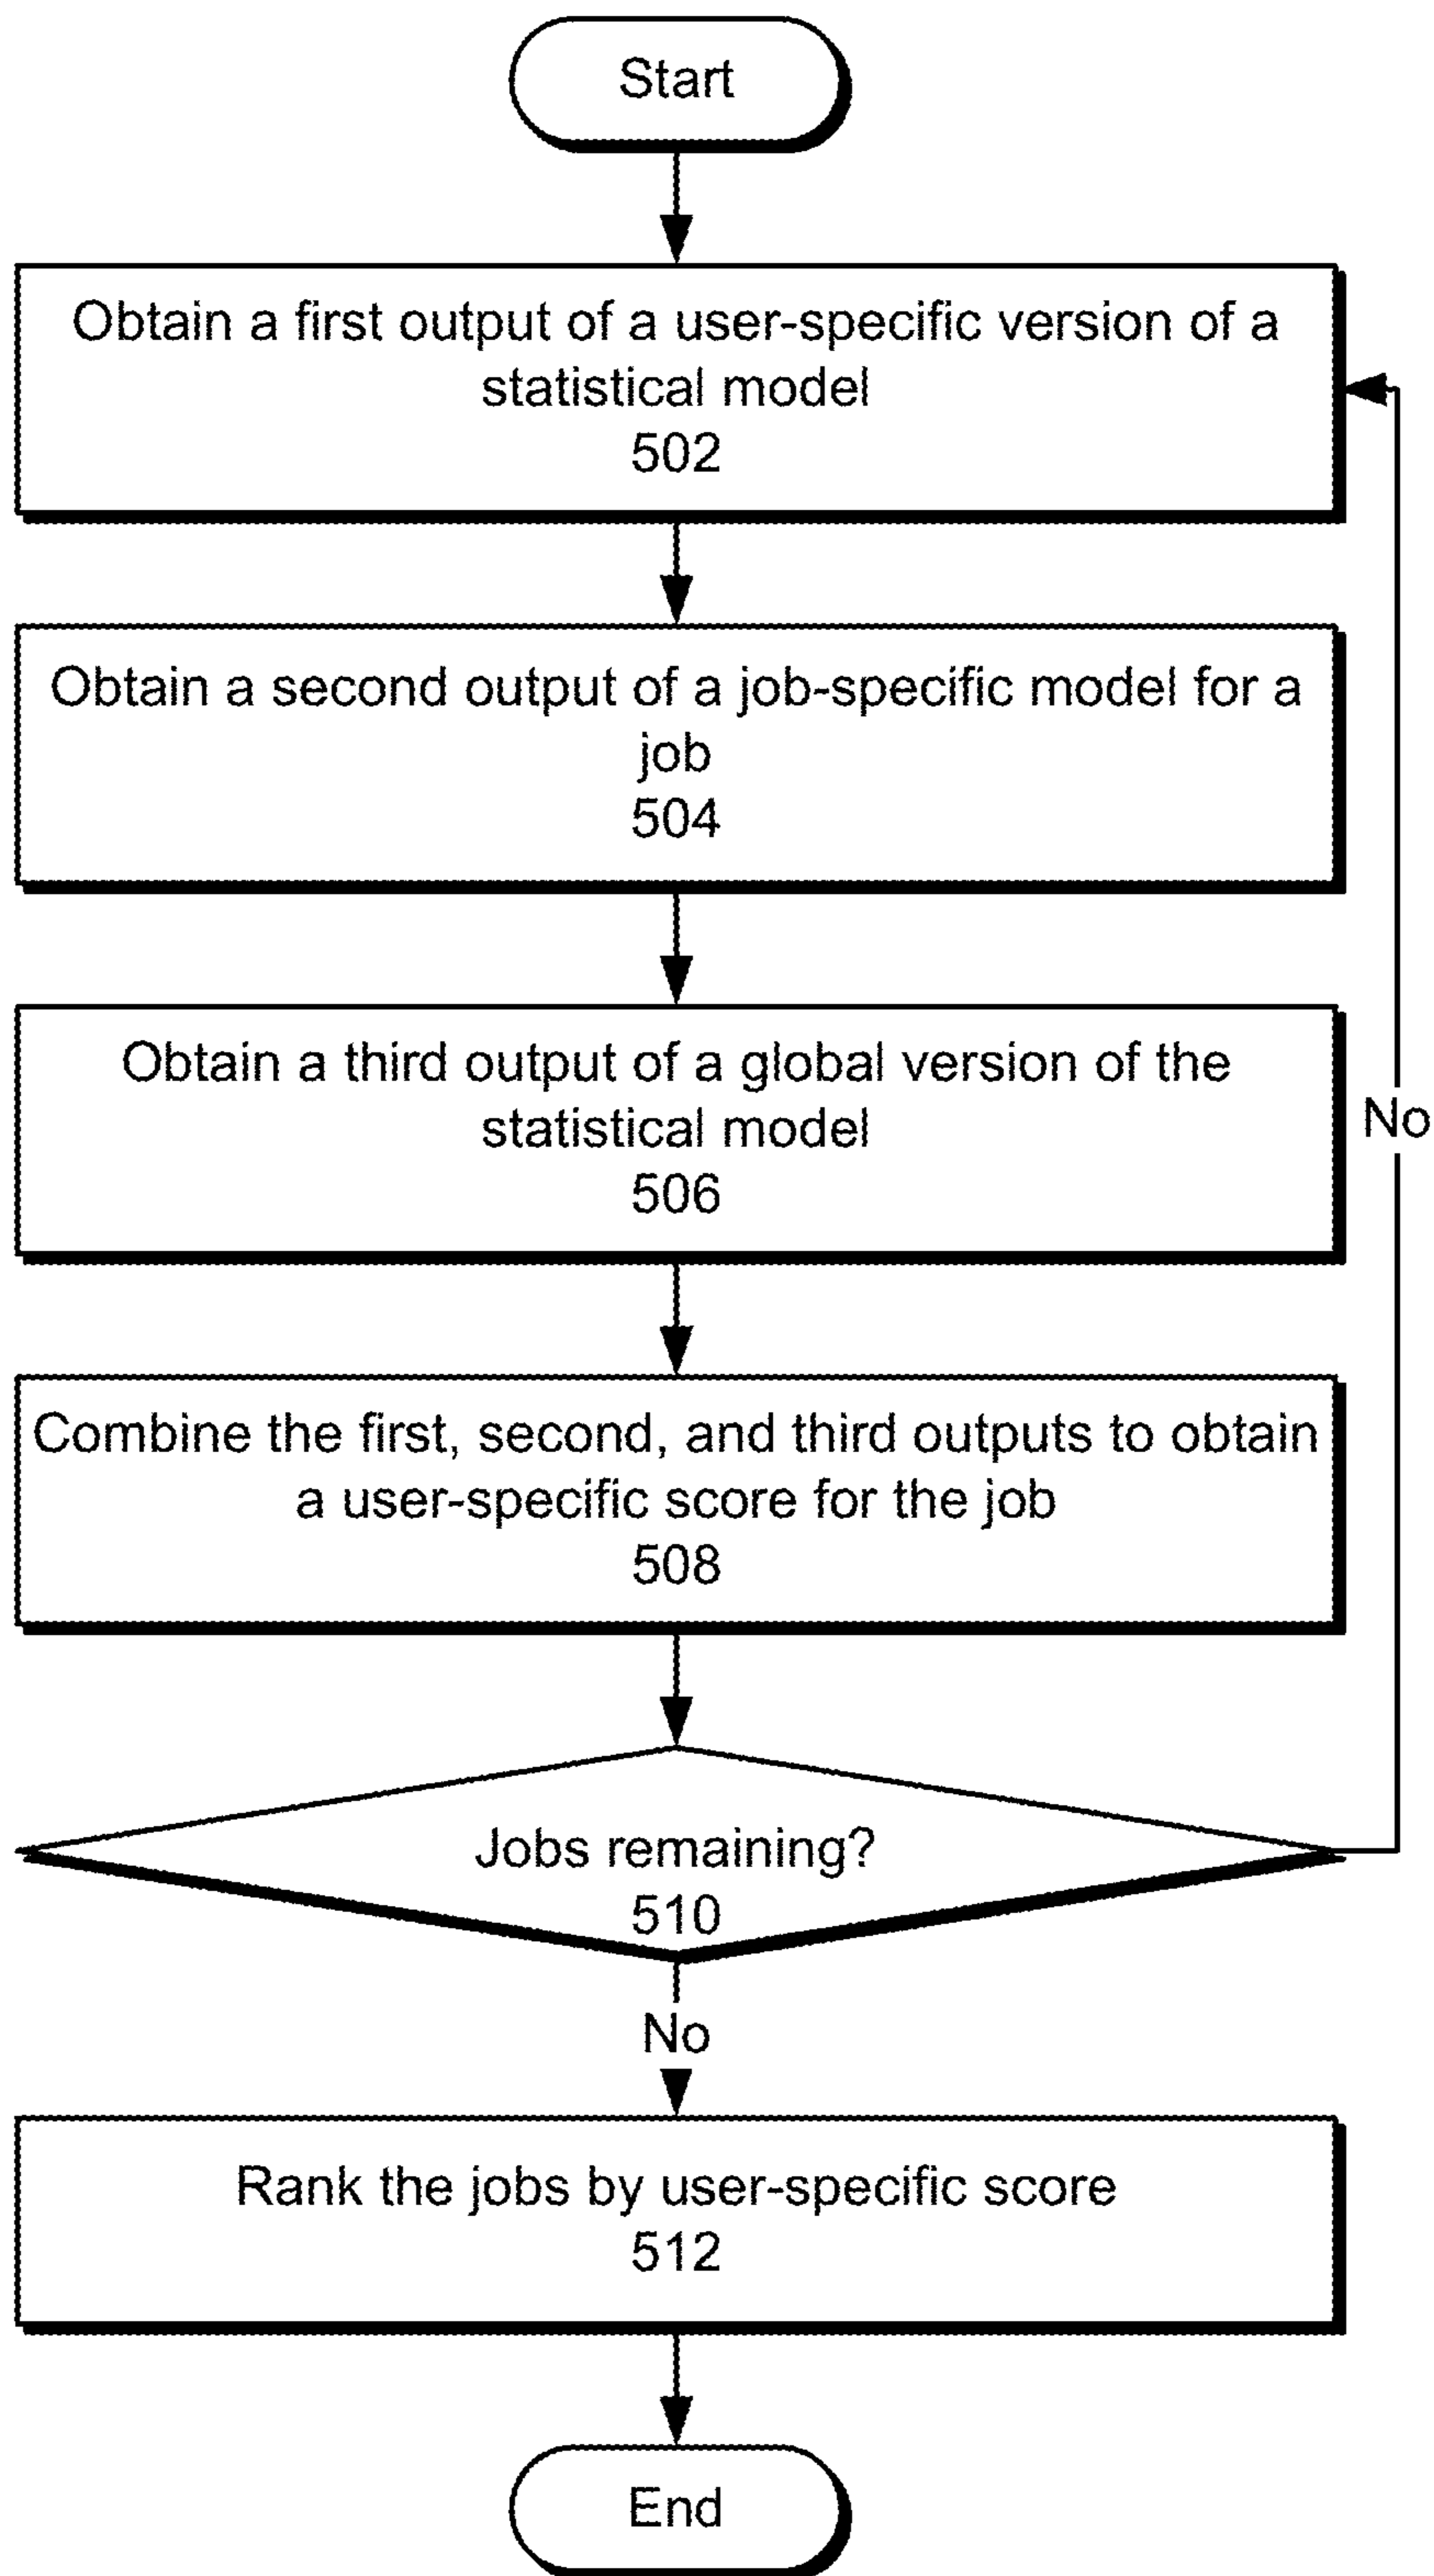 Start
Obtain a first output of a user-specific version of a
statistical model
502
Obtain a second output of a job-specific model for a
job
504
Obtain a third output of a global version of the
statistical model
506
No
Combine the first, second, and third outputs to obtain
a user-specific score for the job
508
Jobs remaining?
510
No
Rank the jobs by user-specific score
512
End